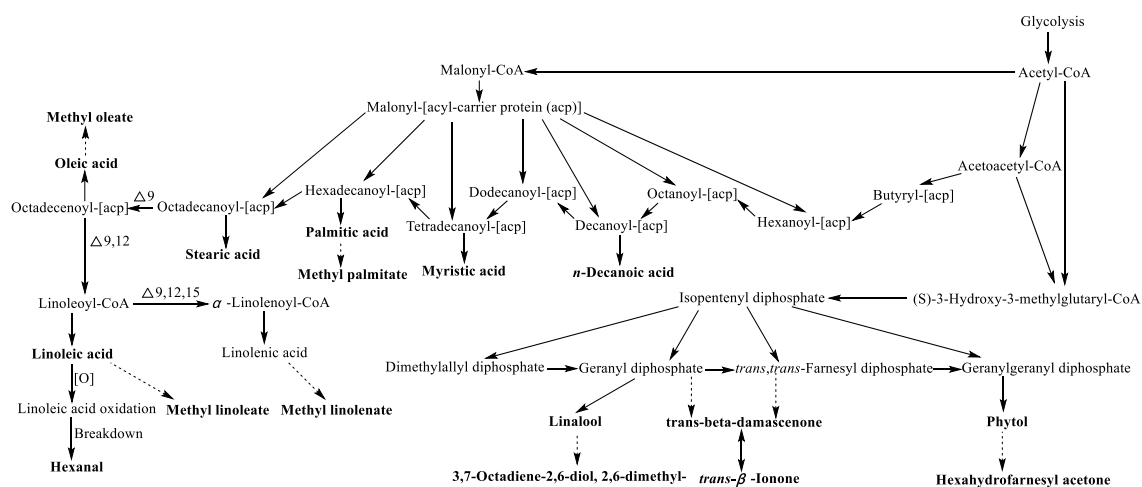 Glycolysis
Malonyl-CoA
Acetyl-CoA
Malonyl-[acyl-carrier protein (acp)]
Methyl oleate
Oleic acid
Acetoacetyl-CoA
Hexadecanoyl-[acp]
Dodecanoyl-[acp]
Octanoyl-[acp]
Butyryl-[acp]
△9
Octadecenoyl-[acp]
Octadecanoyl-[acp]
Hexanoyl-[acp]
Palmitic acid
Tetradecanoyl-[acp]
Decanoyl-[acp]
△9,12
Stearic acid
Methyl palmitate
Myristic acid
n-Decanoic acid
△9,12,15
Linoleoyl-CoA
α -Linolenoyl-CoA
Isopentenyl diphosphate
(S)-3-Hydroxy-3-methylglutaryl-CoA
Linoleic acid
Linolenic acid
Dimethylallyl diphosphate
Geranyl diphosphate
trans,trans-Farnesyl diphosphate
Geranylgeranyl diphosphate
[O]
Linoleic acid oxidation
Methyl linoleate
Methyl linolenate
Linalool
trans-beta-damascenone
Phytol
Breakdown
Hexanal
3,7-Octadiene-2,6-diol, 2,6-dimethyl-
trans-β -Ionone
Hexahydrofarnesyl acetone